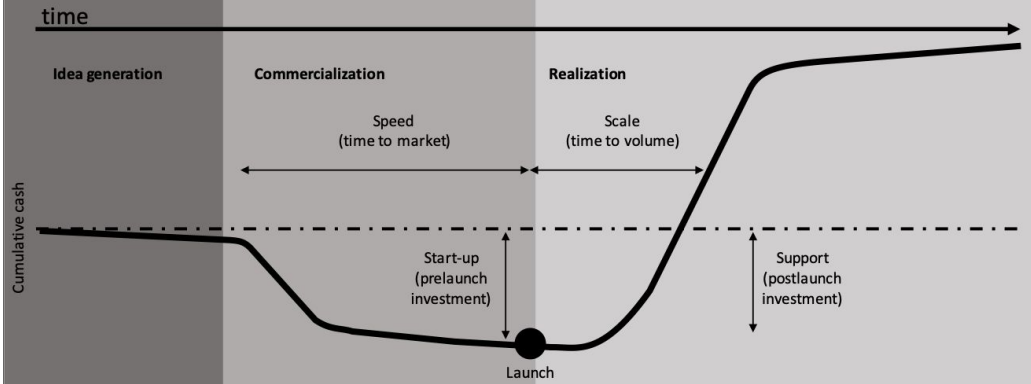 time
Idea generation
Commercialization
Realization
Speed
(time to market)
Scale
(time to volume)
Cumulative cash
Start-up
(prelaunch
investment)
Support
(postlaunch
investment)
Launch